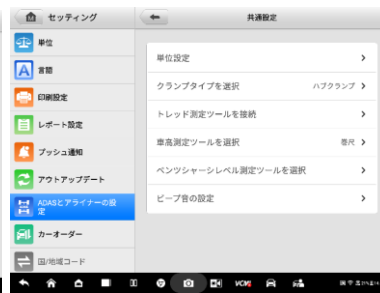 セッティング
共通設定
単位
言語
印刷設定
レポート設定
プッシュ通知
アウトアップデート
ADASとアライナーの設
定
カーオーダー
国/地域コード
単位設定
クランプタイプを選択
ハブクランプ
トレッド測定ツールを接続
車高測定ツールを選択
巻尺
ベンツシャーシレベル測定ツールを選択
ビープ音の設定
VCMI